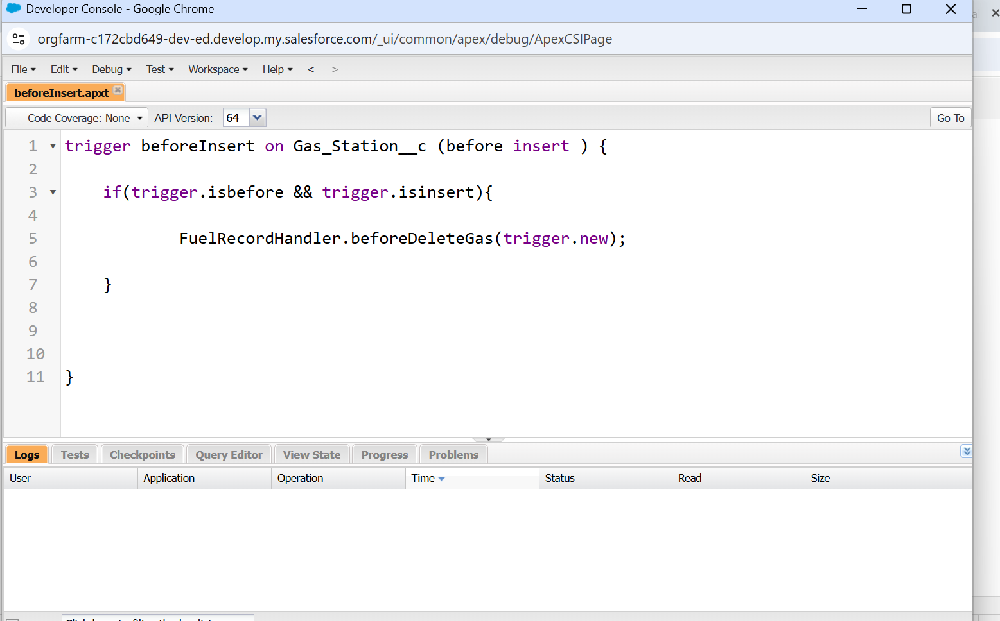 Developer Console - Google Chrome
orgfarm-c172cbd649-dev-ed.develop.my.salesforce.com/_ui/common/apex/debug/ApexCSIPage
File Edit Debug Test Workspace Help < >
beforeInsert.apxt
Code Coverage: None API Version: 64 Go To
1 trigger beforeInsert on Gas_Station__c (before insert ) {
2
3 if(trigger.isbefore && trigger.isinsert){
4
5 FuelRecordHandler.beforeDeleteGas(trigger.new);
6
7 }
8
9
10
11 }
Logs Tests Checkpoints Query Editor View State Progress Problems
User Application Operation Time Status Read Size